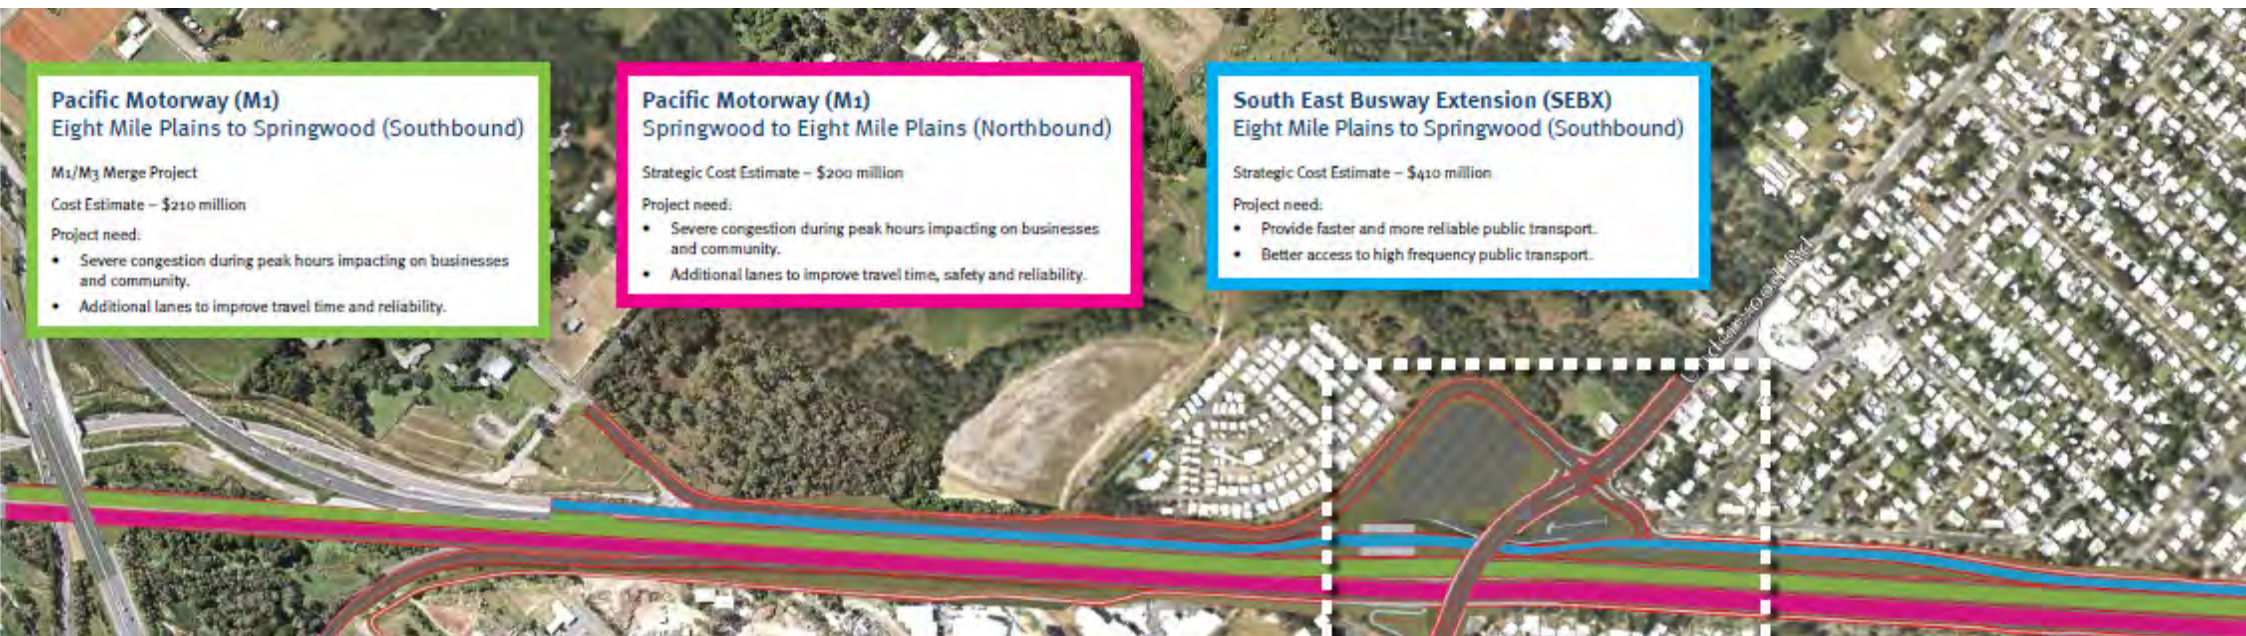 Pacific Motorway (M1)
Eight Mile Plains to Springwood (Southbound)
M1/M3 Merge Project
Cost Estimate – $210 million
Project need:
• Severe congestion during peak hours impacting on businesses
and community.
• Additional lanes to improve travel time and reliability.
Pacific Motorway (M1)
Springwood to Eight Mile Plains (Northbound)
Strategic Cost Estimate – $200 million
Project need:
• Severe congestion during peak hours impacting on businesses
and community.
• Additional lanes to improve travel time, safety and reliability.
South East Busway Extension (SEBX)
Eight Mile Plains to Springwood (Southbound)
Strategic Cost Estimate – $410 million
Project need:
• Provide faster and more reliable public transport.
• Better access to high frequency public transport.
Underwood Rd